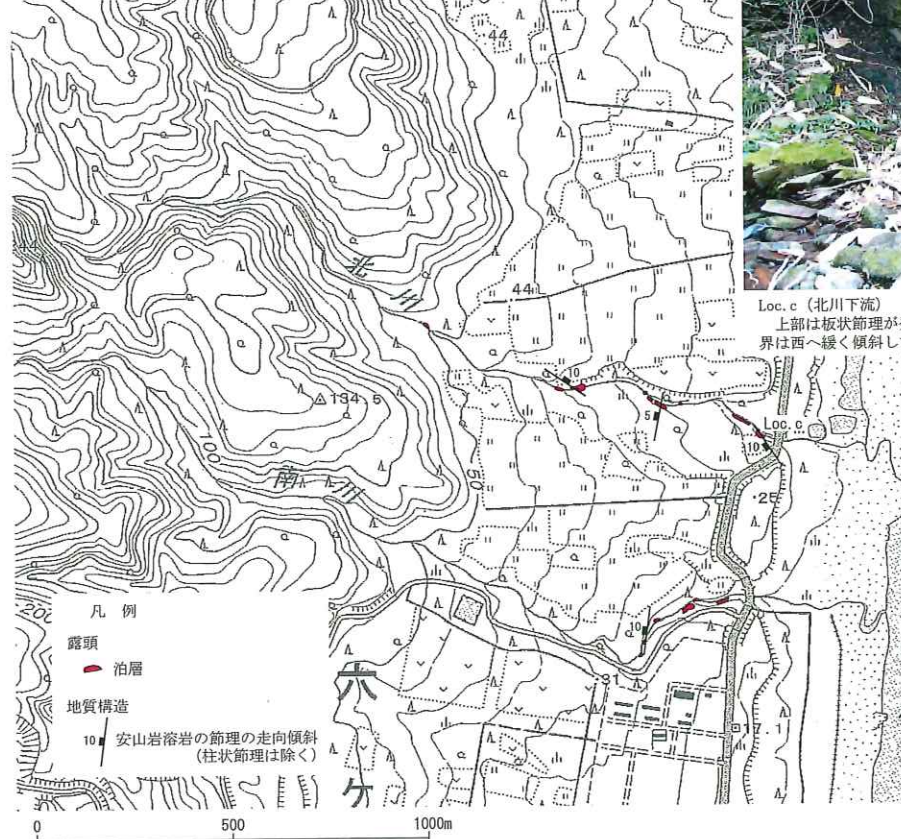 44
Loc. c（北川下流）
上部は板状節理が
界は西へ緩く傾斜し
北川
44
10
5
134.5
Loc. c
10
100
南川
50
25
凡 例
露頭
泊層
地質構造
10 安山岩溶岩の節理の走向傾斜
（柱状節理は除く）
200
10
31
17.1
六
ケ
0 500 1000m